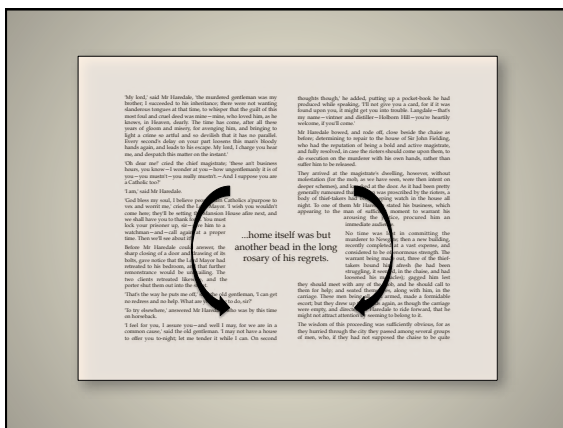 'My lord,' said Mr Haredale, 'the murdered gentleman was my
brother; I succeeded to his inheritance; there were not wanting
slanderous tongues at that time, to whisper that the guilt of this
most foul and cruel deed was mine—mine, who loved him, as he
knows, in Heaven, dearly. The time has come, after all these
years of gloom and misery, for avenging him, and bringing to
light a crime so artful and so devilish that it has no parallel.
Every second's delay on your part loosens this man's bloody
hands again, and leads to his escape. My lord, I charge you hear
me, and despatch this matter on the instant.'
'Oh dear me!' cried the chief magistrate; 'these an't business
hours, you know—I wonder at you—how ungentlemanly it is of
you—you mustn't—you really mustn't.—And I suppose you are
a Catholic too?'
'I am,' said Mr Haredale.
'God bless my soul, I believe people Catholics a'purpose to
vex and worrit me,' cried the Lord Mayor. 'I wish you wouldn't
come here; they'll be setting the Mansion House afire next, and
we shall have you to thank for it. You must
lock your prisoner up, sir— him to a
watchman—and—call again at a proper
time. Then we'll see about it!'
Before Mr Haredale could answer, the
sharp closing of a door and drawing of its
bolts, gave notice that the Lord Mayor had
retreated to his bedroom, and that further
remonstrance would be unavailing. The
two clients retreated likewise, and the
porter shut them out into the street.
'That's the way he puts me off,' the old gentleman, 'I can get
no redress and no help. What are you to do, sir?'
'To try elsewhere,' answered Mr Haredale, who was by this time
on horseback.
'I feel for you, I assure you—and well I may, for we are in a
common cause,' said the old gentleman. 'I may not have a house
to offer you to-night; let me tender it while I can. On second
...home itself was but
another bead in the long
rosary of his regrets.
thoughts though,' he added, putting up a pocket-book he had
produced while speaking, 'I'll not give you a card, for if it was
found upon you, it might get you into trouble. Langdale—that's
my name—vintner and distiller—Holborn Hill—you're heartily
welcome, if you'll come.'
Mr Haredale bowed, and rode off, close beside the chaise as
before; determining to repair to the house of Sir John Fielding,
who had the reputation of being a bold and active magistrate,
and fully resolved, in case the rioters should come upon them, to
do execution on the murderer with his own hands, rather than
suffer him to be released.
They arrived at the magistrate's dwelling, however, without
molestation (for the mob, as we have seen, were then intent on
deeper schemes), and knocked at the door. As it had been pretty
generally rumoured that was proscribed by the rioters, a
body of thief-takers had keeping watch in the house all
night. To one of them Mr Haredale stated his business, which
appearing to the man of sufficient moment to warrant his
arousing the justice, procured him an
immediate audience.
No time was lost in committing the
murderer to Newgate; then a new building,
recently completed at a vast expense, and
considered to be of enormous strength. The
warrant being made out, three of the thief-
takers bound him afresh (he had been
struggling, it seemed, in the chaise, and had
loosened his manacles); gagged him lest
they should meet with any of the mob, and he should call to
them for help; and seated themselves, along with him, in the
carriage. These men being armed, made a formidable
escort; but they drew up again, as though the carriage
were empty, and directed Mr Haredale to ride forward, that he
might not attract attention by seeming to belong to it.
The wisdom of this proceeding was sufficiently obvious, for as
they hurried through the city they passed among several groups
of men, who, if they had not supposed the chaise to be quite